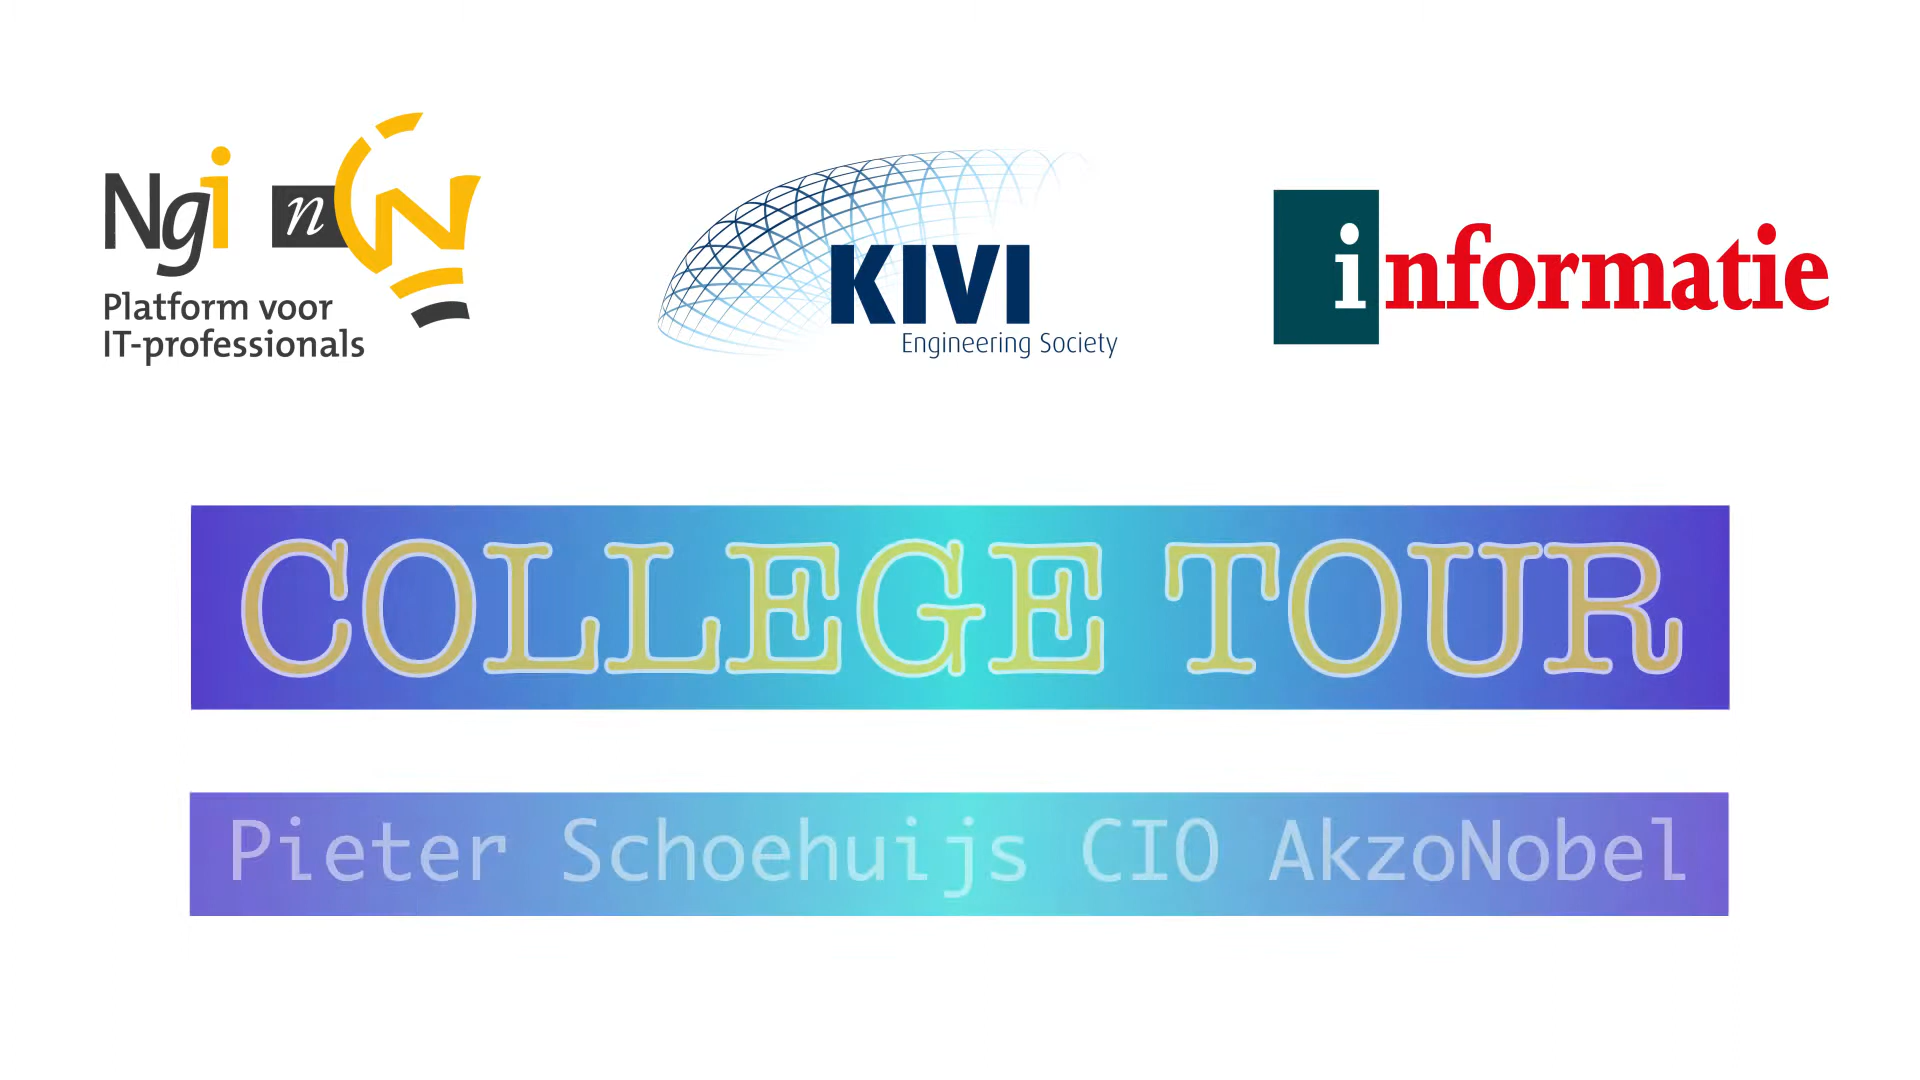 Ngi n W
Platform voor
IT-professionals
KIVI
Engineering Society
informatie
COLLEGE TOUR
Pieter Schoehuijs CIO AkzoNobel